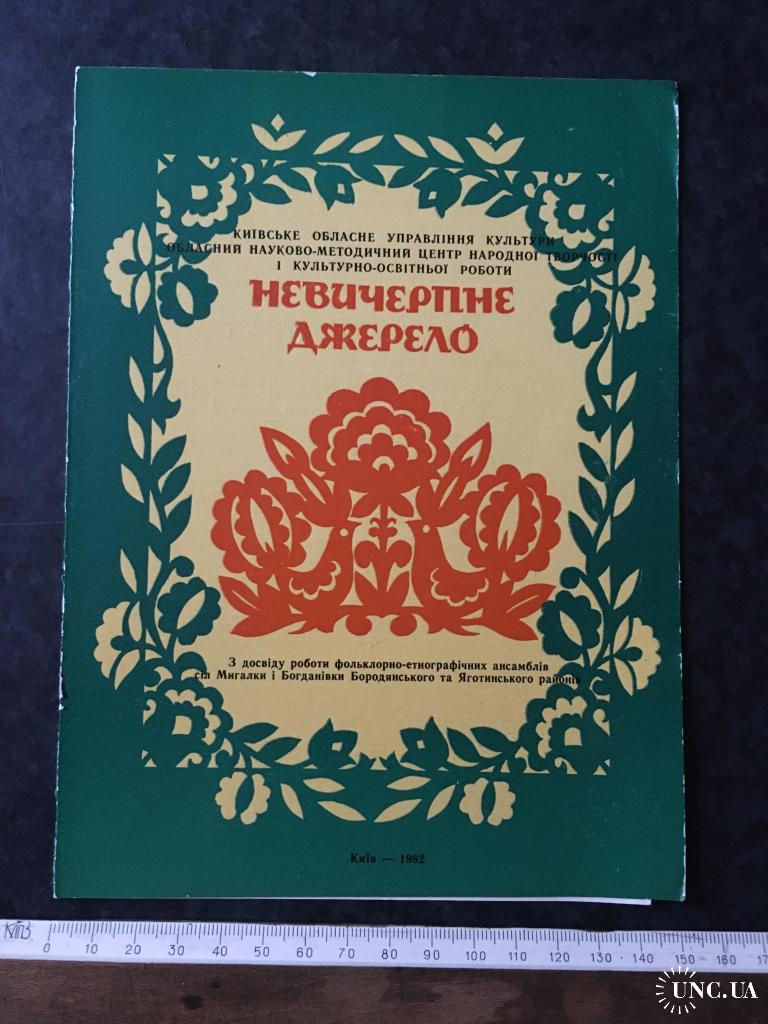 КИЇВСЬКЕ ОБЛАСНЕ УПРАВЛІННЯ КУЛЬТУРИ
ОБЛАСНИЙ НАУКОВО-МЕТОДИЧНИЙ ЦЕНТР НАРОДНОЇ ТВОРЧОСТІ
І КУЛЬТУРНО-ОСВІТНЬОЇ РОБОТИ
НЕВИЧЕРПНЕ
ДЖЕРЕЛО
З досвіду роботи фольклорно-етнографічних ансамблів
сіл Мигалки і Богданівки Бородянського та Яготинського районів
Київ — 1982
0 10 20 30 40 50 60 70 80 90 100 110 120 130 140 150 160
UNC.UA